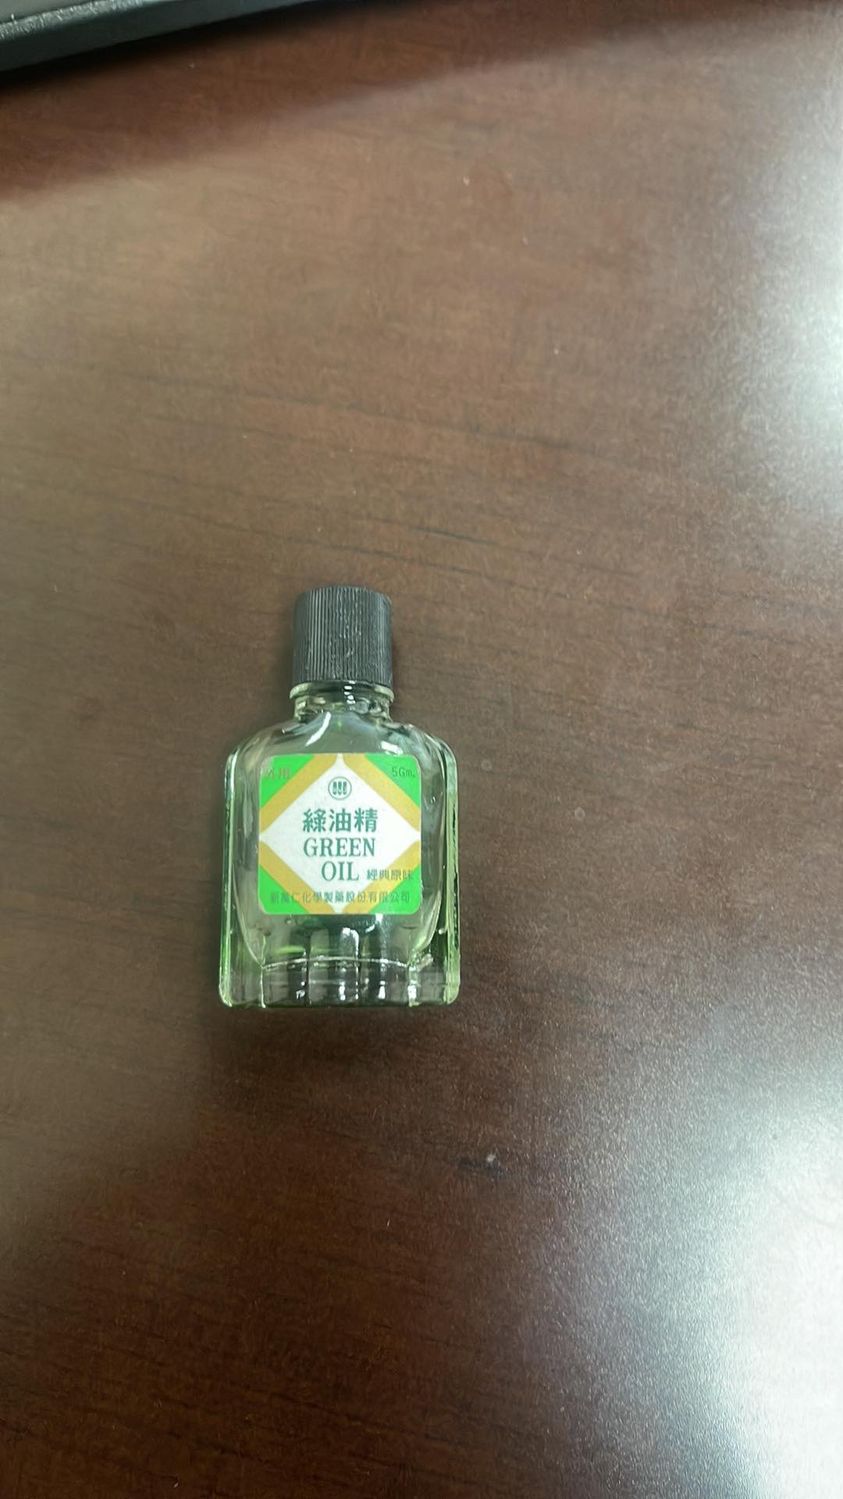 外用
5Gm.
綠油精
GREEN
OIL 經典原味
新萬仁化學製藥股份有限公司